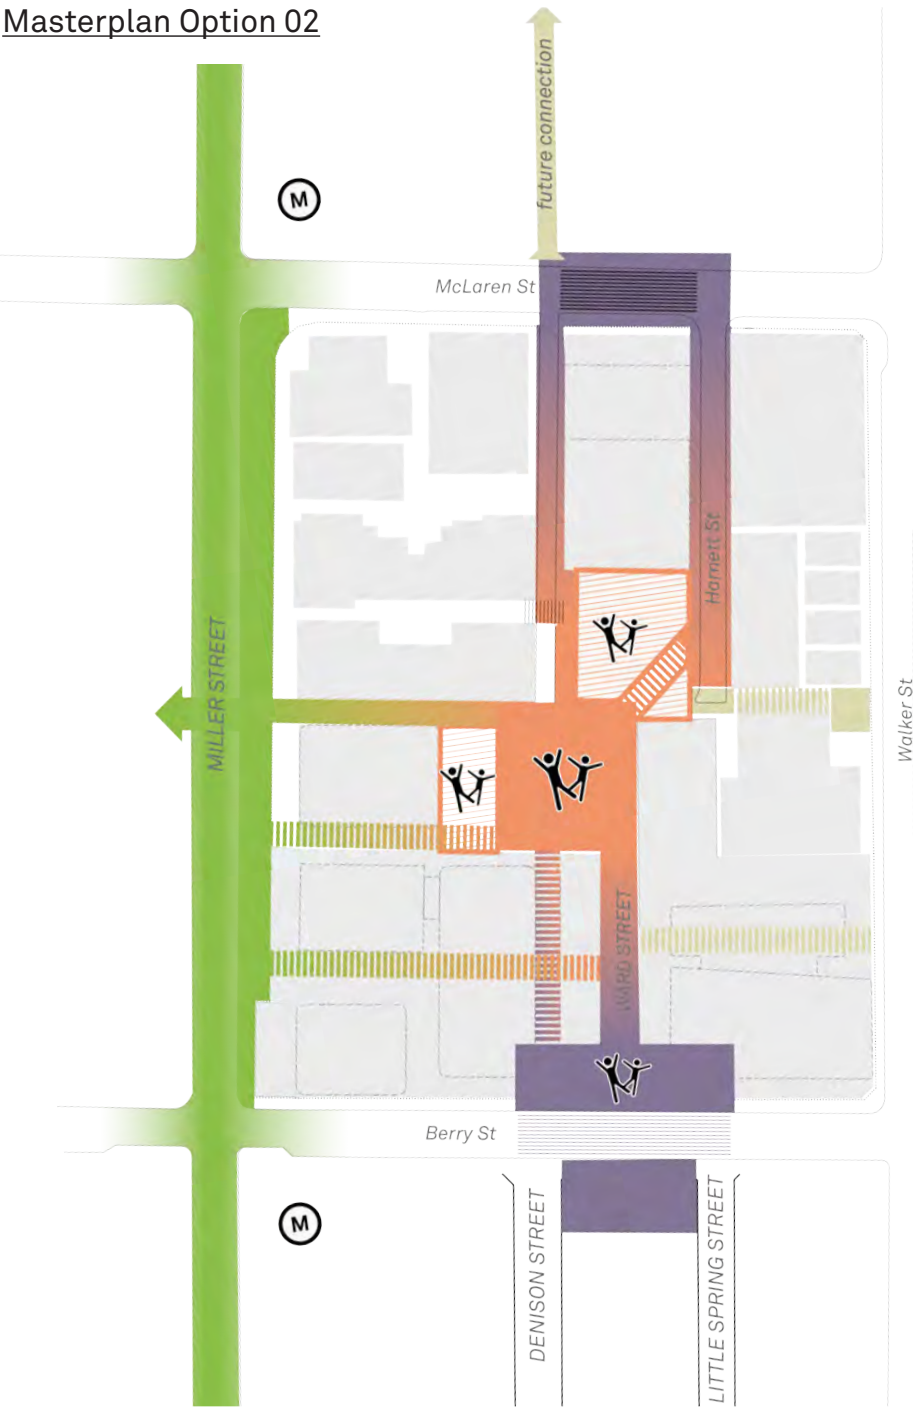 Masterplan Option 02
future connection
M
McLaren St
Harnett St
MILLER STREET
Walker St
WARD STREET
Berry St
M
DENISON STREET
LITTLE SPRING STREET